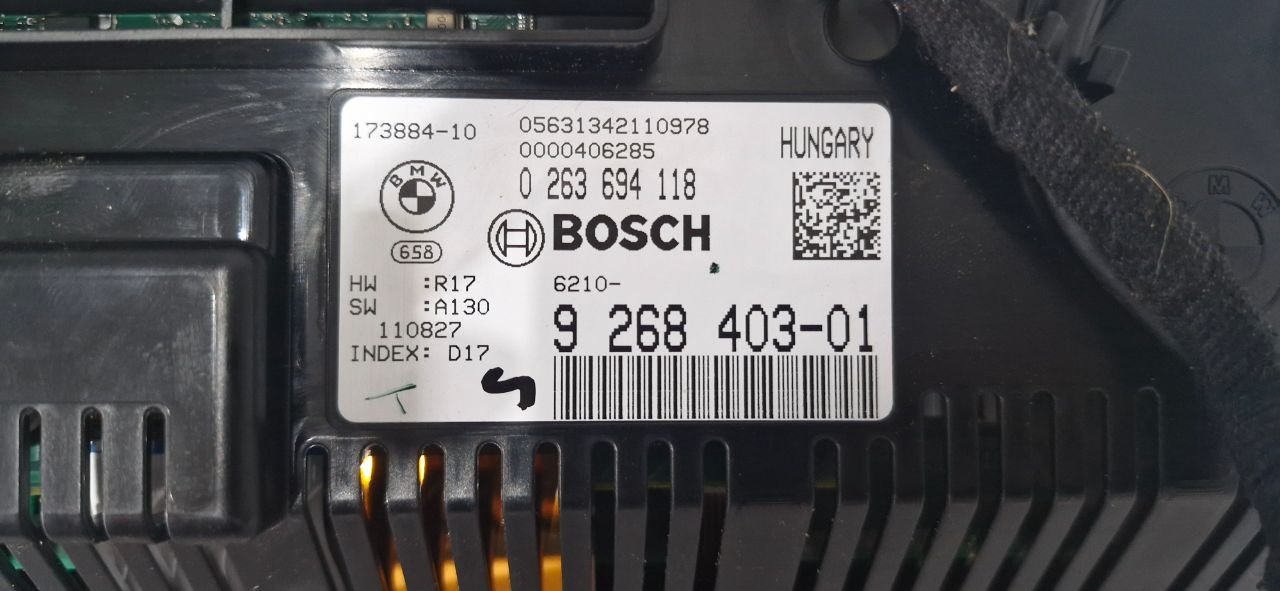 173884-10
05631342110978
0000406285
HUNGARY
0 263 694 118
BMW
658
BOSCH
HW :R17
SW :A130
110827
INDEX: D17
6210-
9 268 403-01